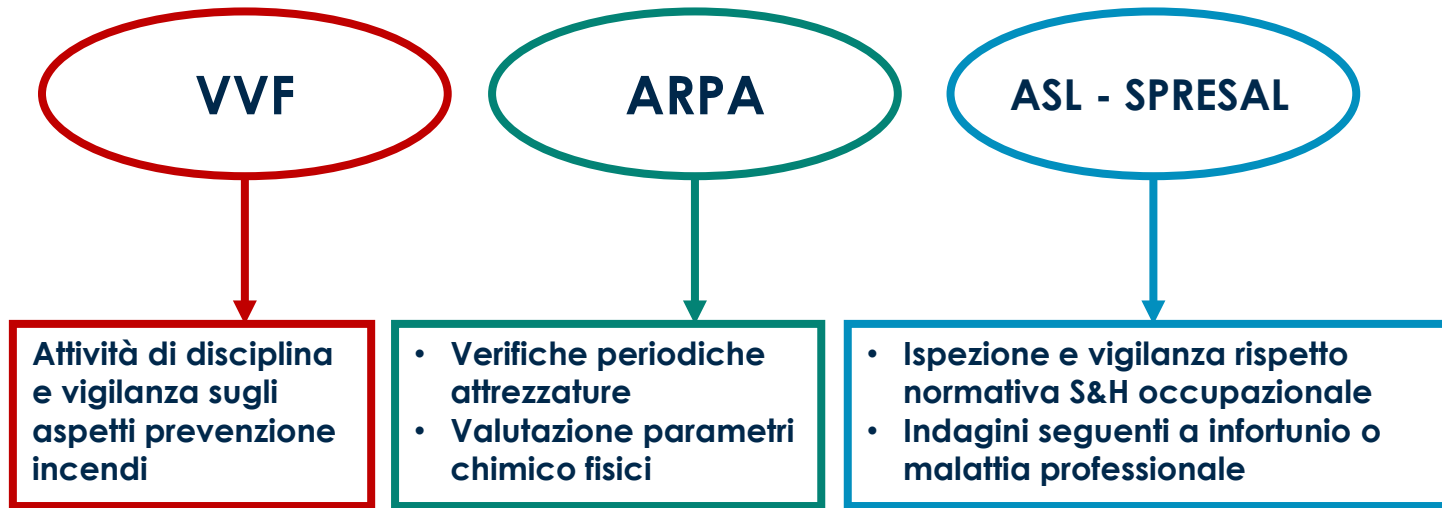 VVF
ARPA
ASL - SPRESAL
Attività di disciplina
e vigilanza sugli
aspetti prevenzione
incendi
• Verifiche periodiche
attrezzature
• Valutazione parametri
chimico fisici
• Ispezione e vigilanza rispetto
normativa S&H occupazionale
• Indagini seguenti a infortunio o
malattia professionale